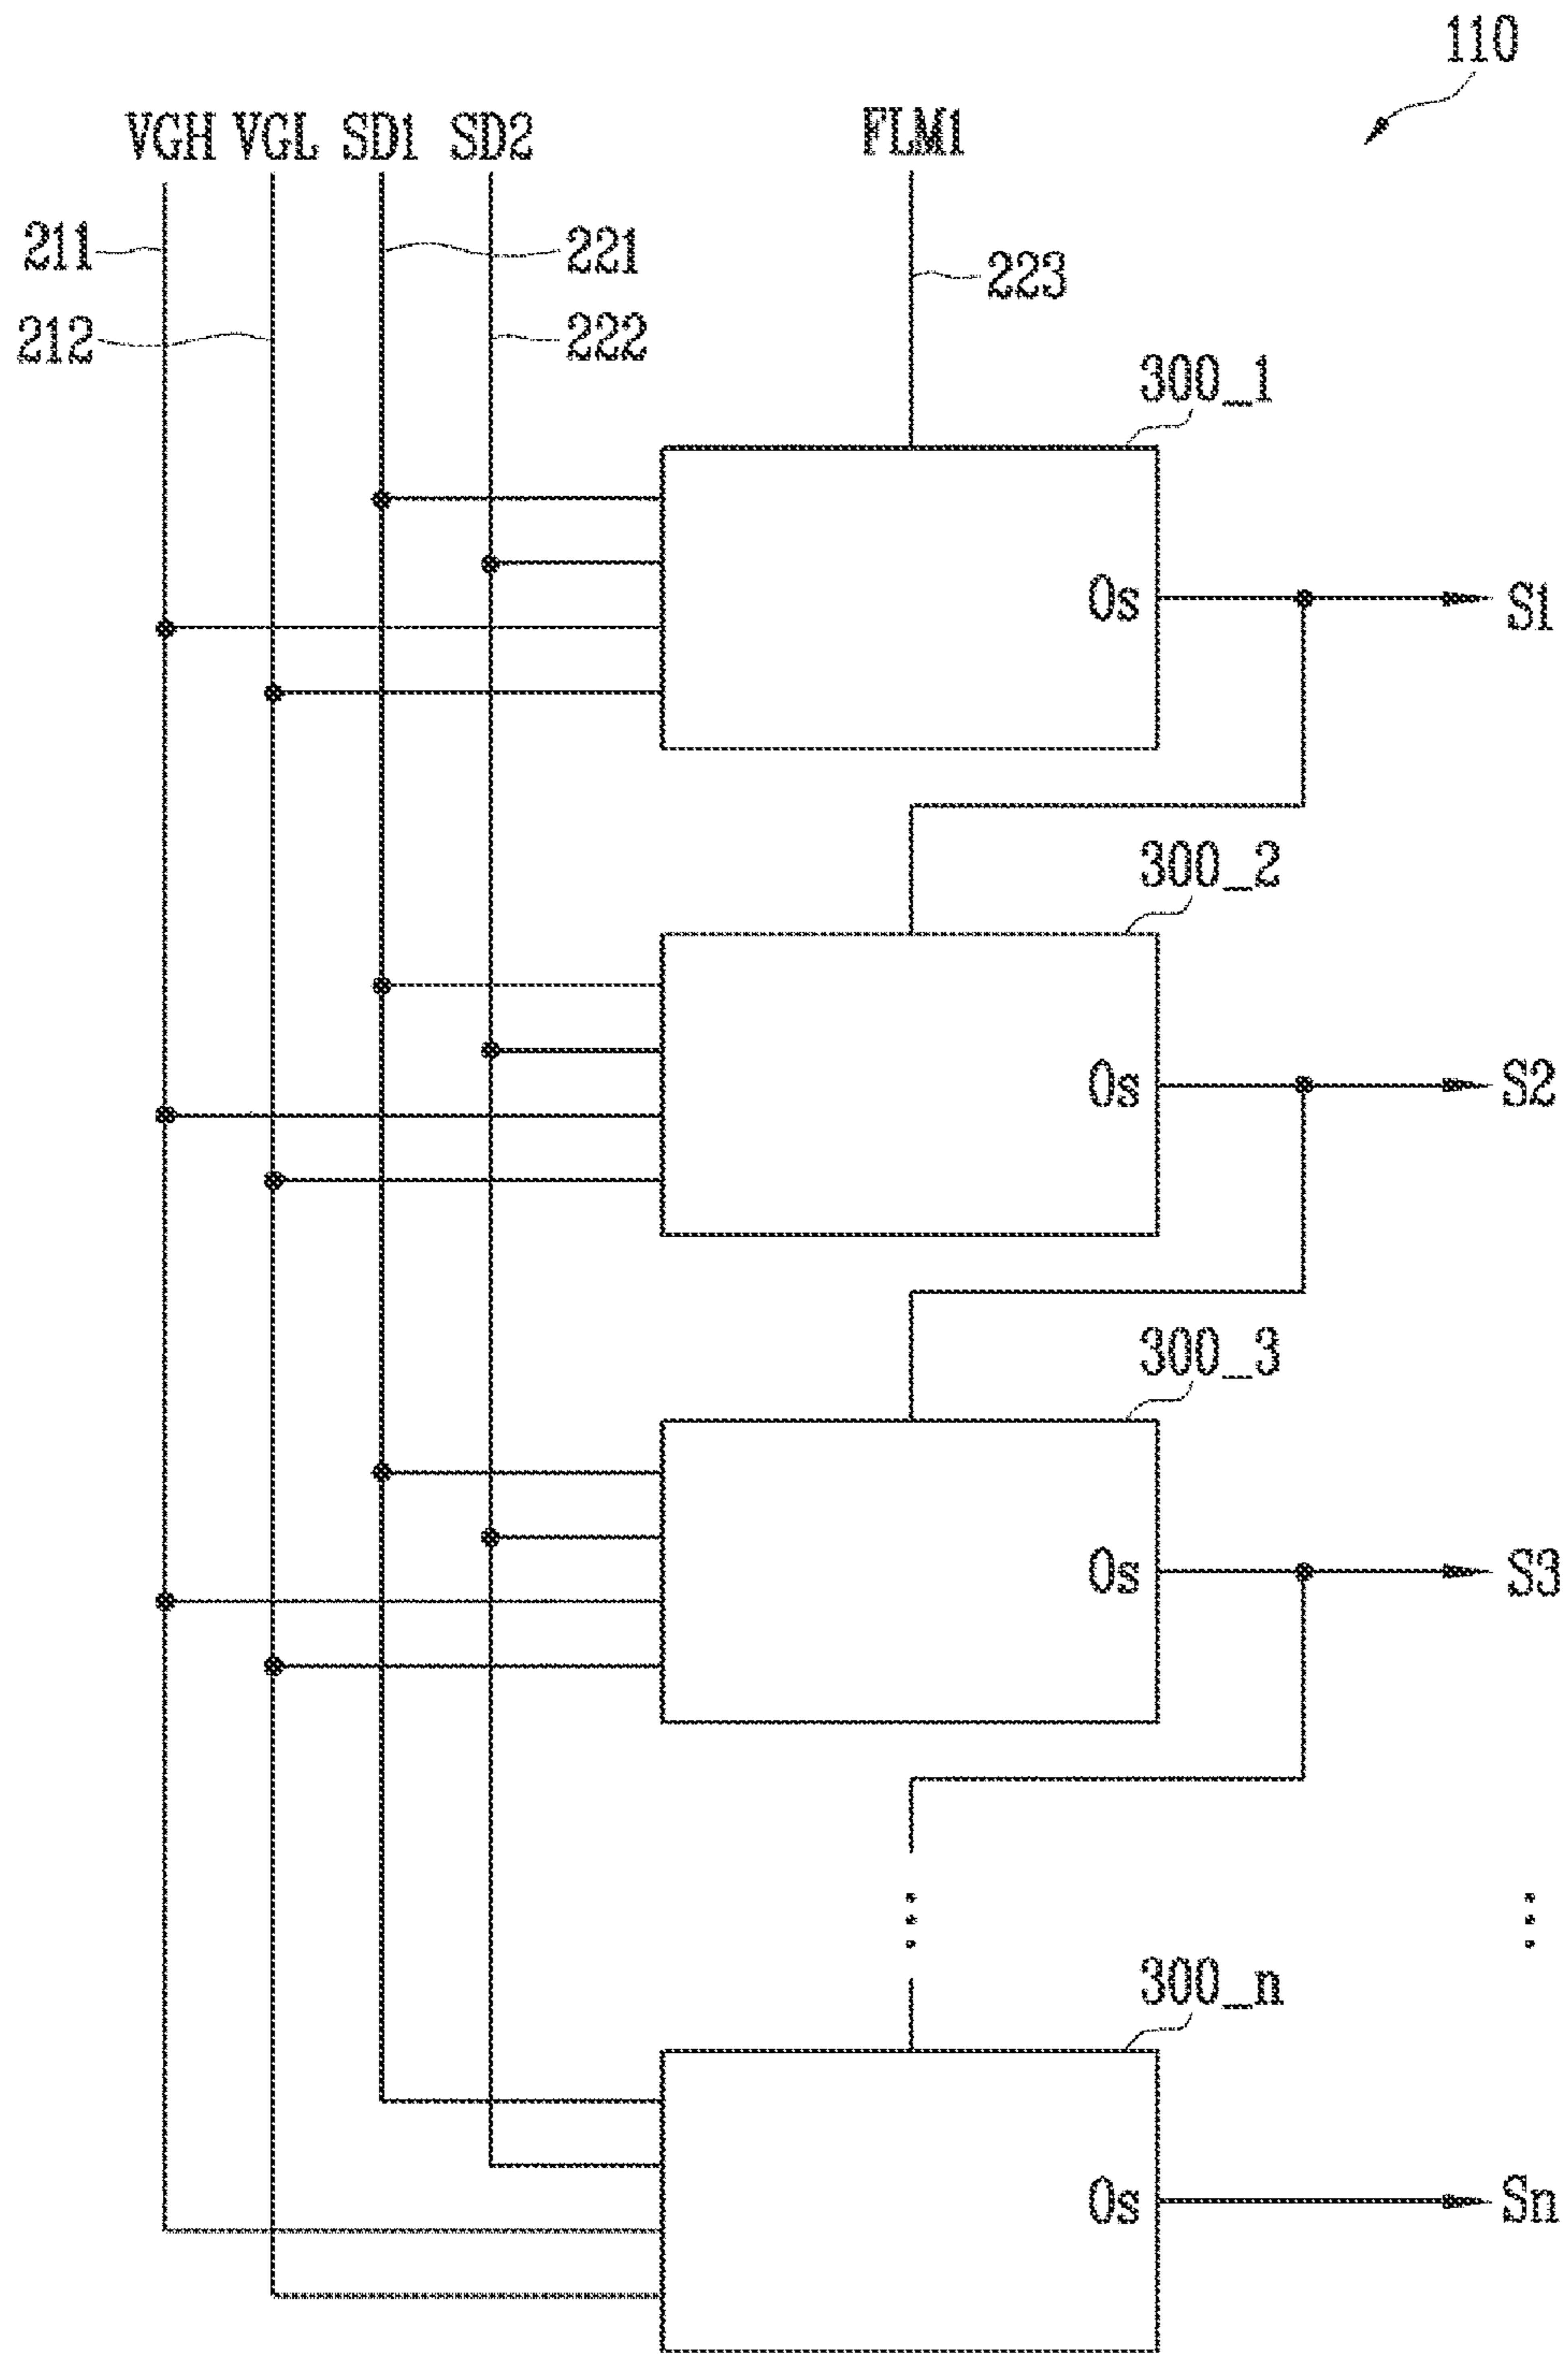 110
VGH VGL SD1 SD2 FLM1
211 221
223
212 222
300_1
Os S1
300_2
Os S2
300_3
Os S3
300_n
Os Sn